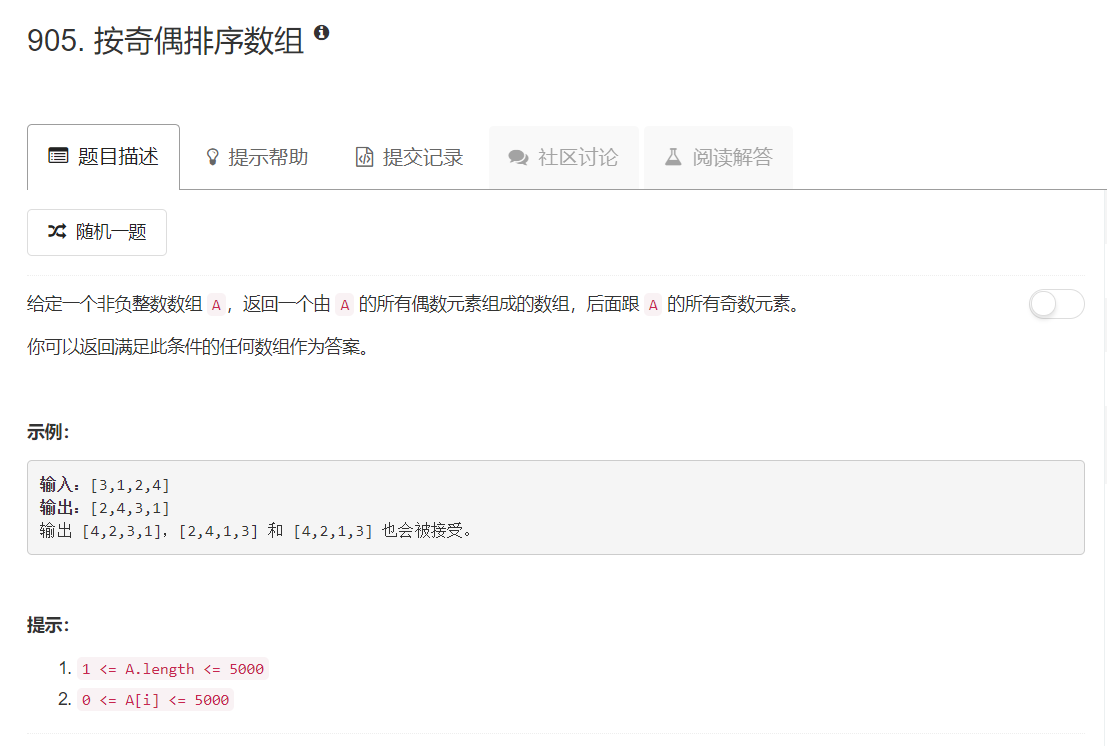 905. 按奇偶排序数组
题目描述
提示帮助
提交记录
社区讨论
阅读解答
随机一题
给定一个非负整数数组 A，返回一个由 A 的所有偶数元素组成的数组，后面跟 A 的所有奇数元素。
你可以返回满足此条件的任何数组作为答案。
示例：
输入：[3,1,2,4]
输出：[2,4,3,1]
输出 [4,2,3,1]，[2,4,1,3] 和 [4,2,1,3] 也会被接受。
提示：
1. 1 <= A.length <= 5000
2. 0 <= A[i] <= 5000